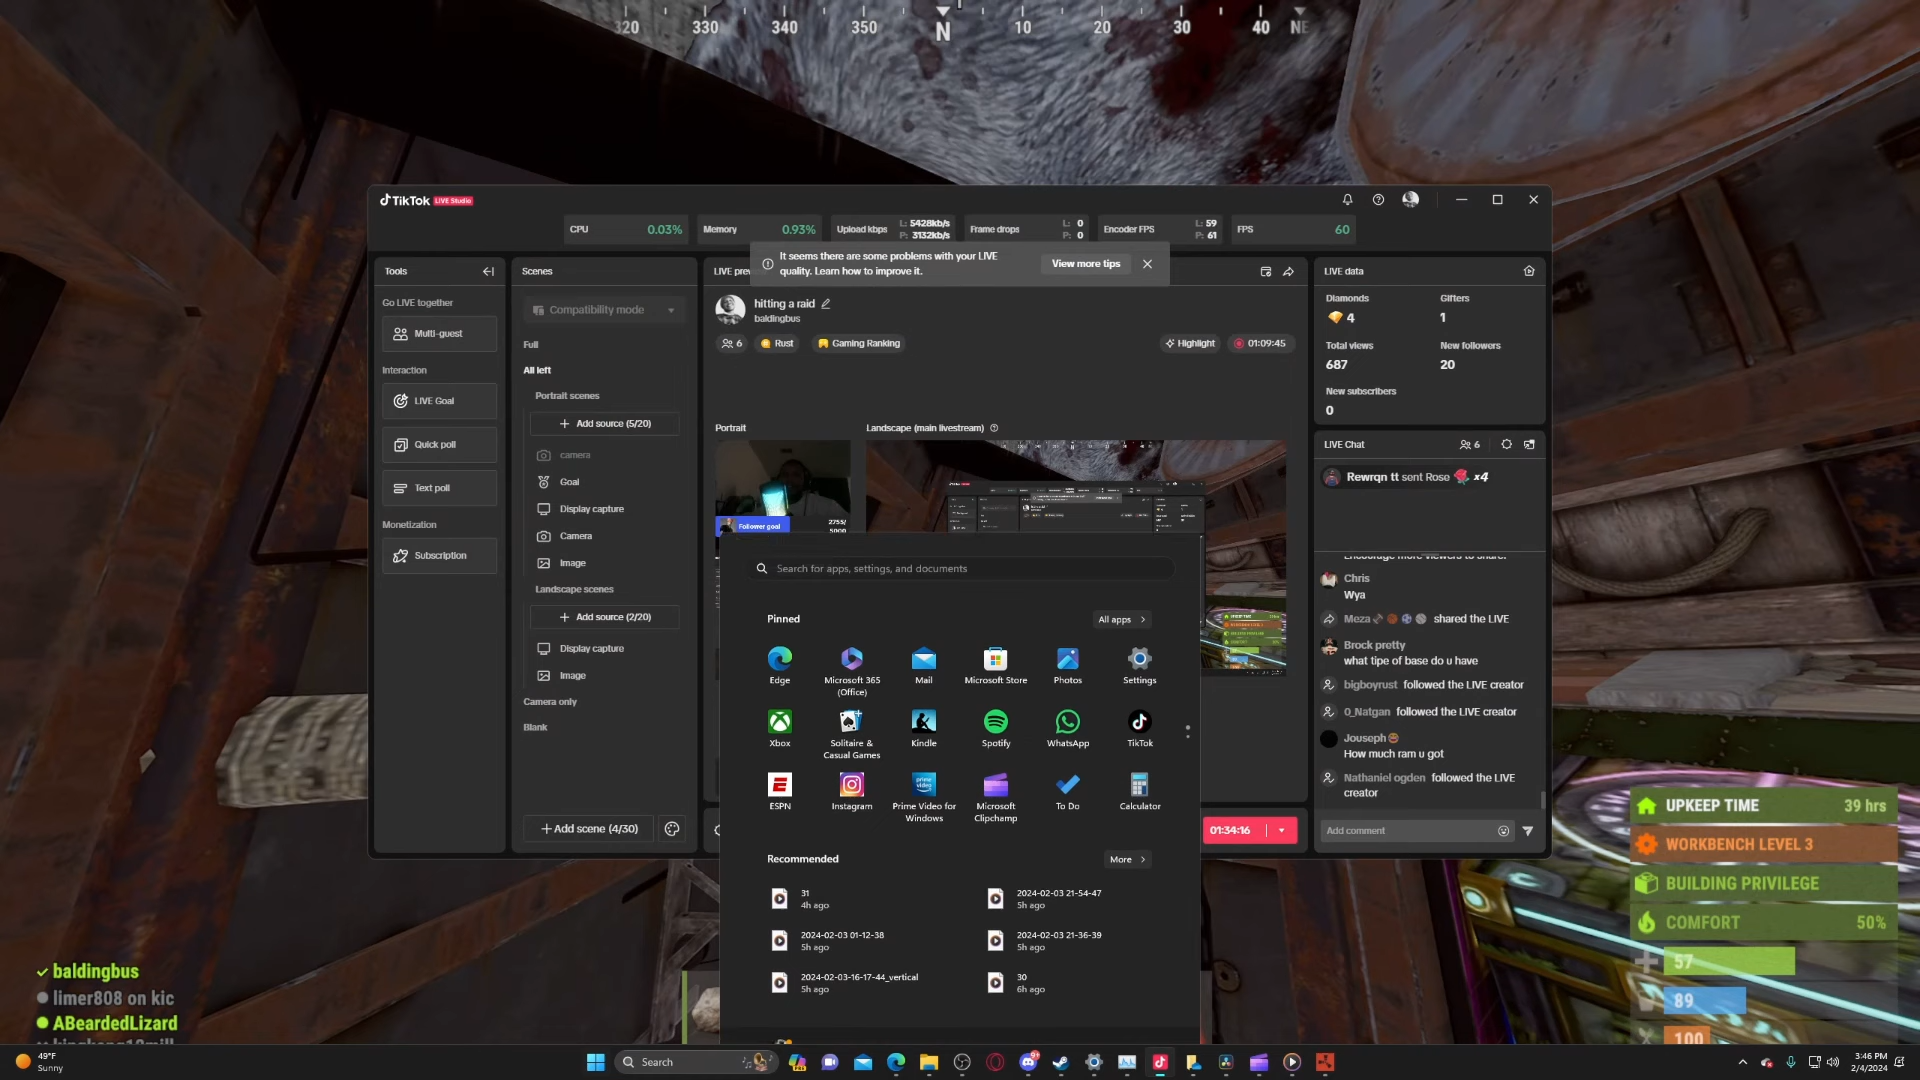 320 330 340 350 N 10 20 30 40 NE
TikTok LIVE Studio
CPU 0.03%
Memory 0.93%
Upload kbps L: 5428kb/s P: 3132kb/s
Frame drops L: 0 P: 0
Encoder FPS L: 59 P: 61
FPS 60
It seems there are some problems with your LIVE
quality. Learn how to improve it.
View more tips
Tools
Go LIVE together
Multi-guest
Interaction
LIVE Goal
Quick poll
Text poll
Monetization
Subscription
Scenes
Compatibility mode
Full
All left
Portrait scenes
+ Add source (5/20)
camera
Goal
Display capture
Camera
Image
Landscape scenes
+ Add source (2/20)
Display capture
Image
Camera only
Blank
+ Add scene (4/30)
LIVE
hitting a raid
baldingbus
6
Rust
Gaming Ranking
Highlight
01:09:45
Portrait
Landscape (main livestream)
Follower goal
2755/
5000
Search for apps, settings, and documents
Pinned
All apps
Edge
Microsoft 365
(Office)
Mail
Microsoft Store
Photos
Settings
Xbox
Solitaire &
Casual Games
Kindle
Spotify
WhatsApp
TikTok
ESPN
Instagram
Prime Video for
Windows
Microsoft
Clipchamp
To Do
Calculator
Recommended
More
31
4h ago
2024-02-03 21-54-47
5h ago
2024-02-03 01-12-38
5h ago
2024-02-03 21-36-39
5h ago
2024-02-03-16-17-44_vertical
5h ago
30
6h ago
01:34:16
LIVE data
Diamonds
4
Gifters
1
Total views
687
New followers
20
New subscribers
0
LIVE Chat
6
Rewrqn tt sent Rose x4
Encourage more viewers to share.
Chris
Wya
Meza shared the LIVE
Brock pretty
what tipe of base do u have
bigboyrust followed the LIVE creator
0_Natgan followed the LIVE creator
Jouseph
How much ram u got
Nathaniel ogden followed the LIVE
creator
Add comment
UPKEEP TIME 39 hrs
WORKBENCH LEVEL 3
BUILDING PRIVILEGE
COMFORT 50%
57
89
100
baldingbus
limer808 on kic
ABeardedLizard
49°F
Sunny
Search
3:46 PM
2/4/2024